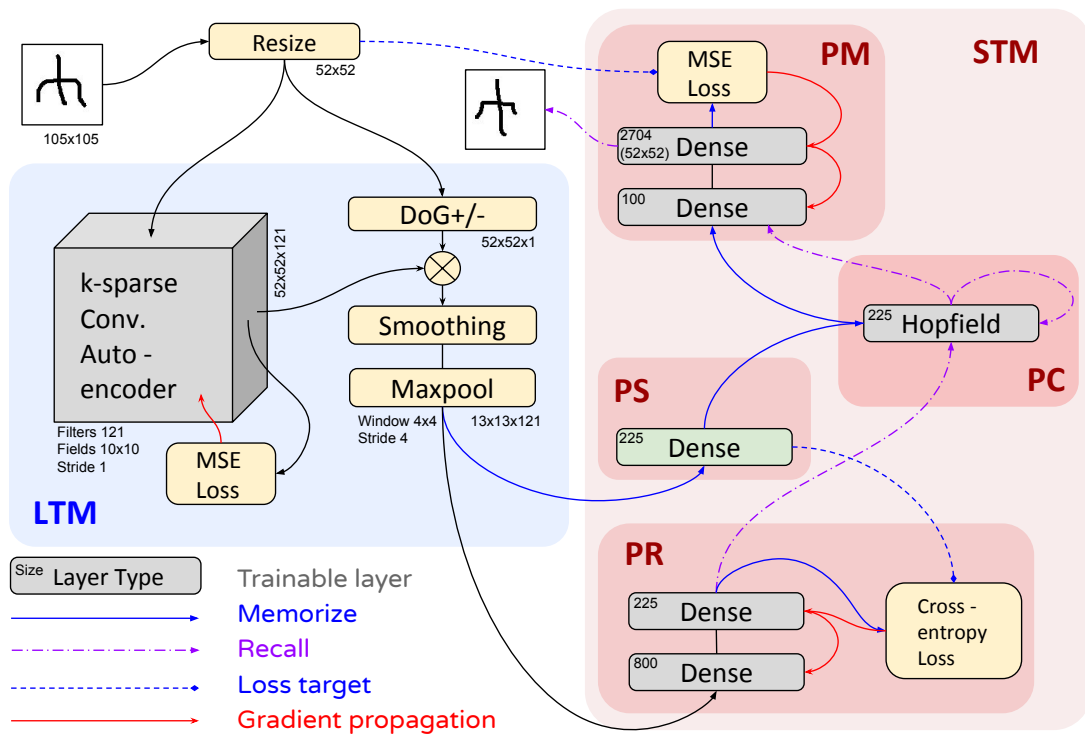 Resize
52x52
105x105
PM
STM
MSE
Loss
2704
(52x52)
Dense
100
Dense
DoG+/-
52x52x1
52x52x121
k-sparse
Conv.
Auto -
encoder
Smoothing
Maxpool
Window 4x4
Stride 4
13x13x121
Filters 121
Fields 10x10
Stride 1
MSE
Loss
LTM
225
Hopfield
PC
PS
225
Dense
PR
225
Dense
800
Dense
Cross -
entropy
Loss
Size
Layer Type
Trainable layer
Memorize
Recall
Loss target
Gradient propagation